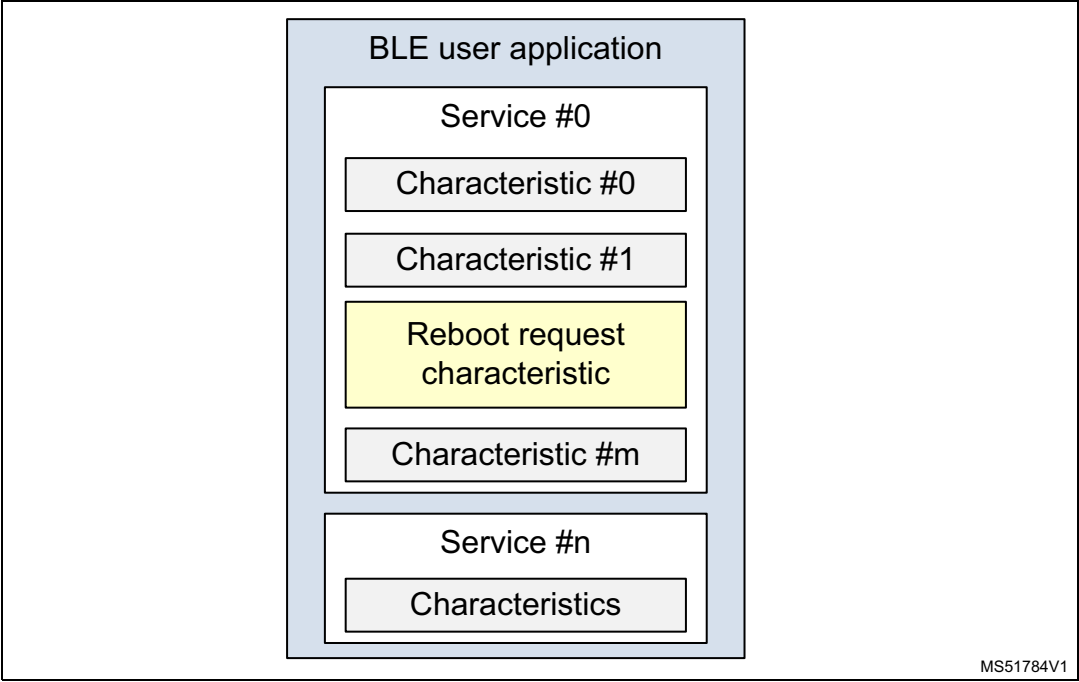 BLE user application
Service #0
Characteristic #0
Characteristic #1
Reboot request
characteristic
Characteristic #m
Service #n
Characteristics
MS51784V1